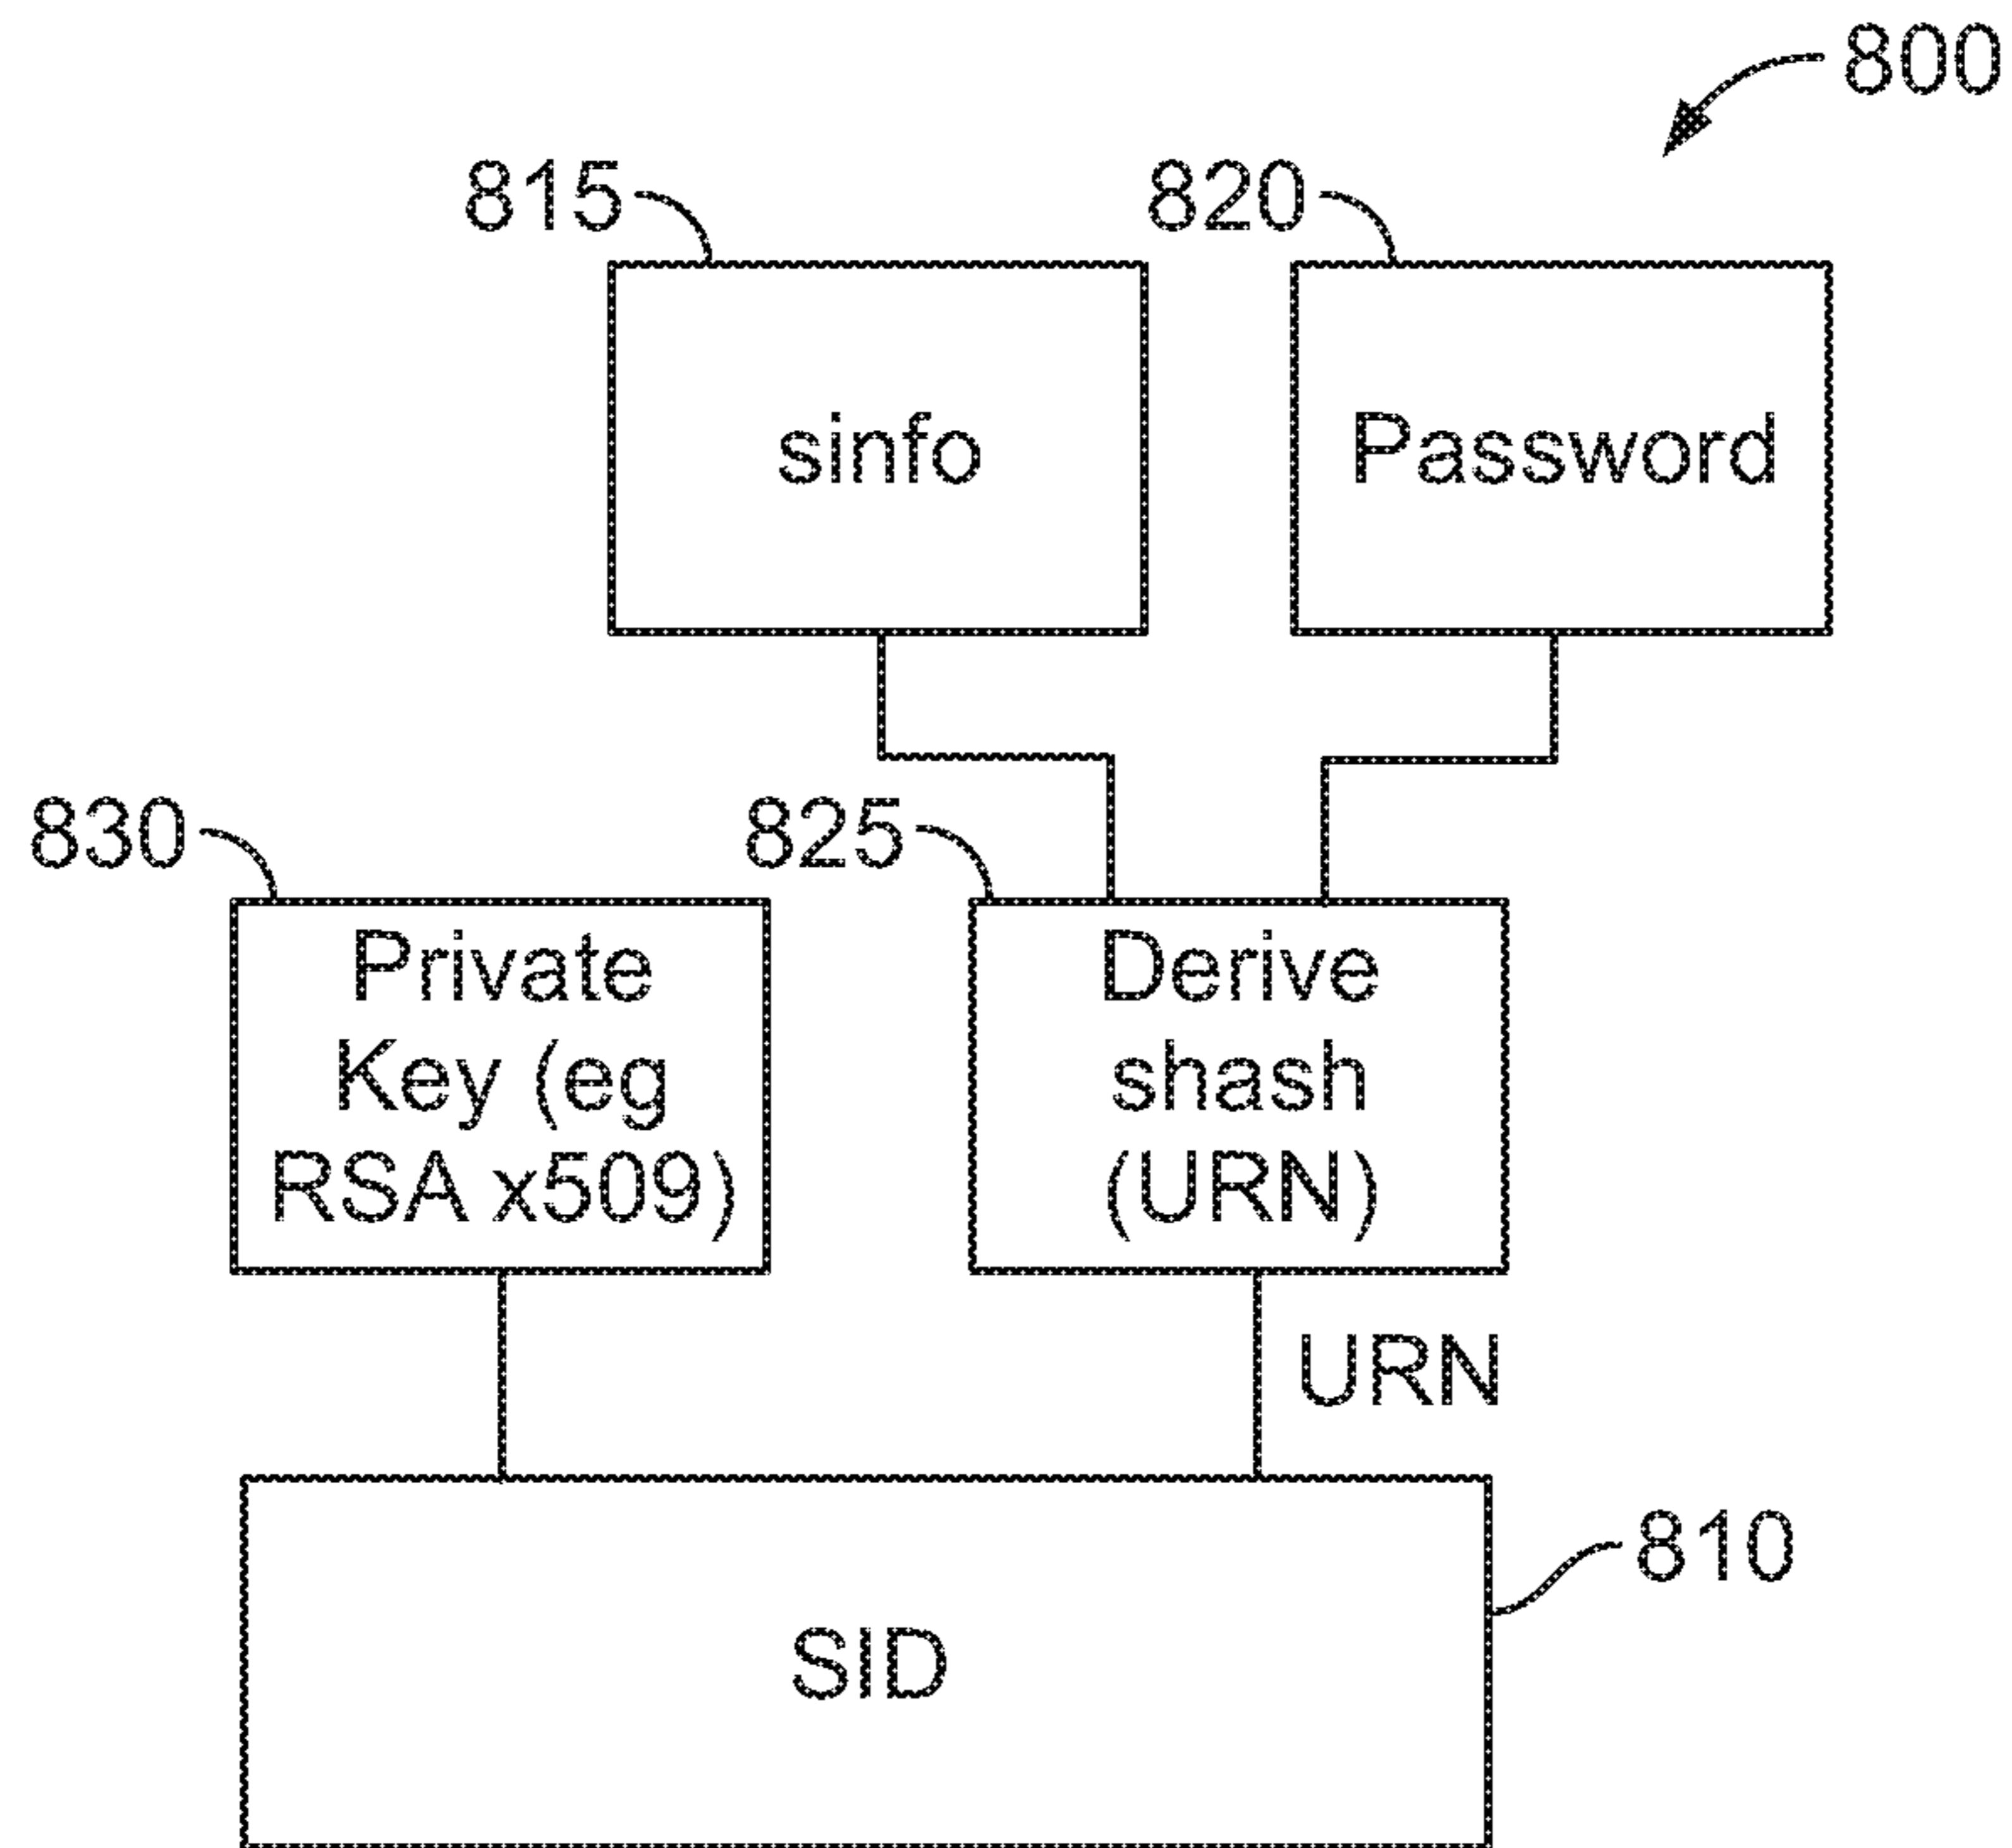 800
815
820
sinfo
Password
830
825
Private
Key (eg
RSA x509)
Derive
shash
(URN)
URN
810
SID